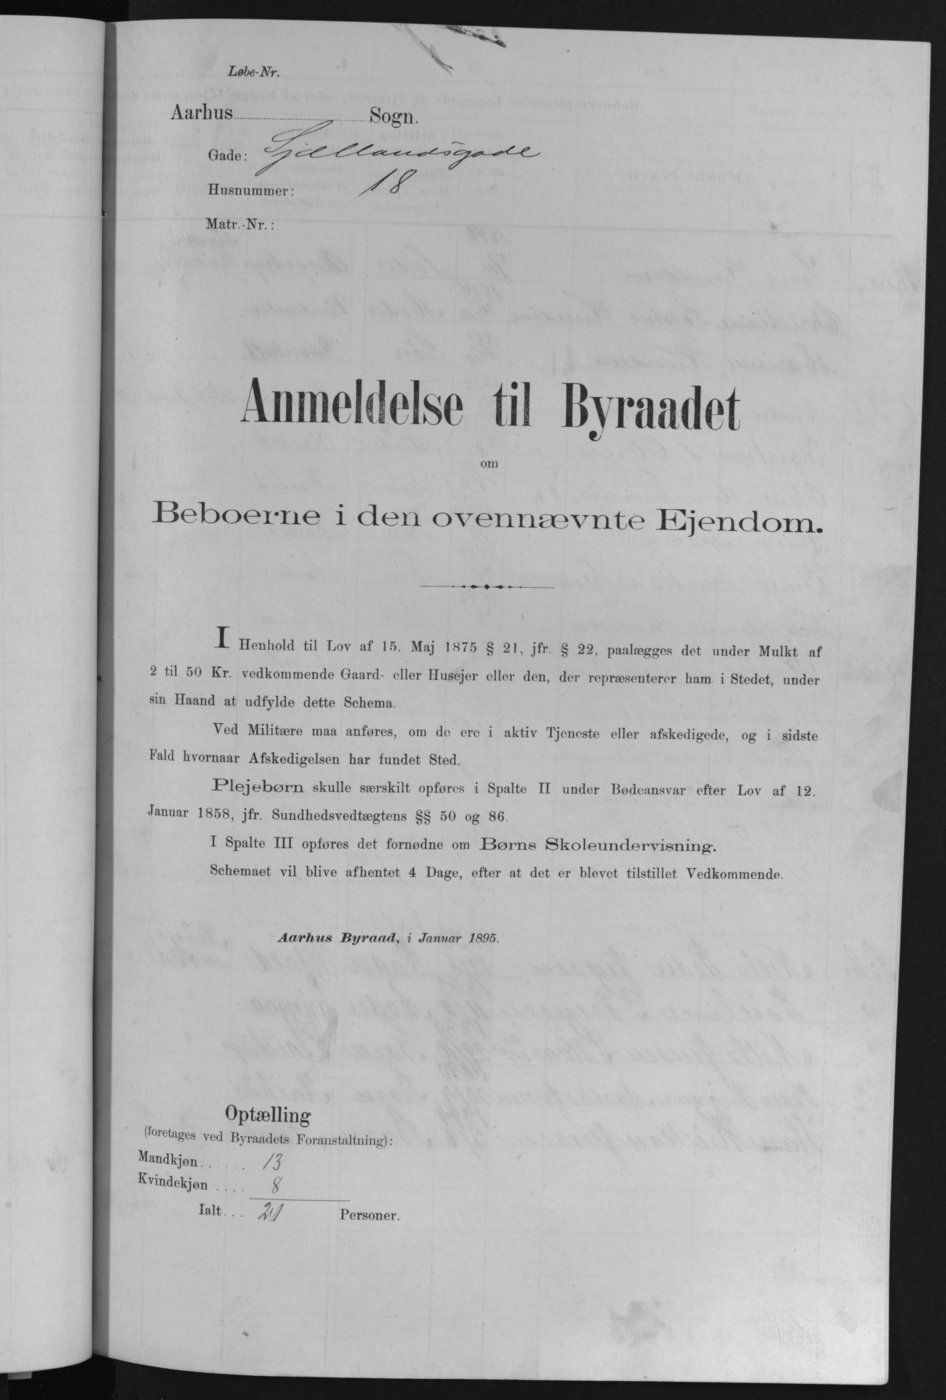 Løbe-Nr.
Aarhus Sogn.
Gade: Sjællandsgade
Husnummer: 18
Matr.-Nr.:
Anmeldelse til Byraadet
om
Beboerne i den ovennævnte Ejendom.
I Henhold til Lov af 15. Maj 1875 § 21, jfr. § 22, paalægges det under Mulkt af
2 til 50 Kr. vedkommende Gaard- eller Husejer eller den, der repræsenterer ham i Stedet, under
sin Haand at udfylde dette Schema.
Ved Militære maa anføres, om de ere i aktiv Tjeneste eller afskedigede, og i sidste
Fald hvornaar Afskedigelsen har fundet Sted.
Plejebørn skulle særskilt opføres i Spalte II under Bødeansvar efter Lov af 12.
Januar 1858, jfr. Sundhedsvedtægtens §§ 50 og 86.
I Spalte III opføres det fornødne om Børns Skoleundervisning.
Schemaet vil blive afhentet 4 Dage, efter at det er blevet tilstillet Vedkommende.
Aarhus Byraad, i Januar 1895.
Optælling
(foretages ved Byraadets Foranstaltning):
Mandkjøn...... 13
Kvindekjøn.... 8
Ialt... 21 Personer.